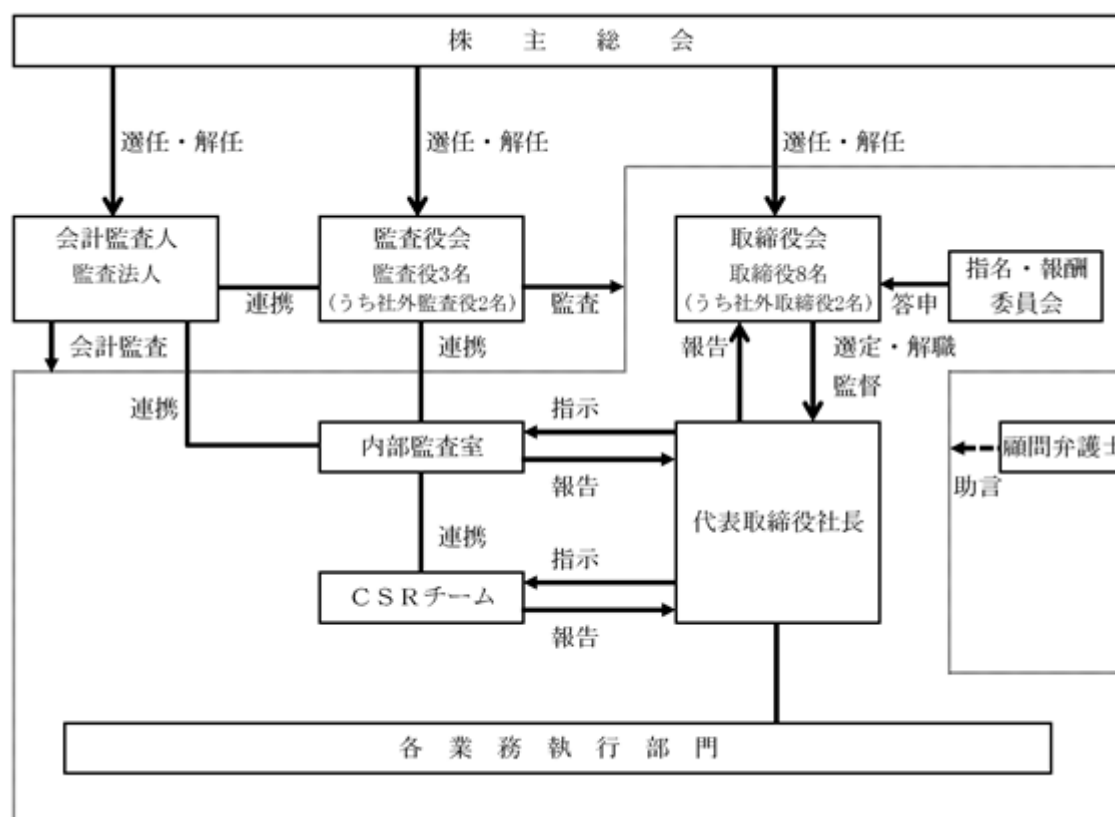 株主総会
選任・解任
選任・解任
選任・解任
会計監査人
監査法人
監査役会
監査役3名
(うち社外監査役2名)
取締役会
取締役8名
(うち社外取締役2名)
指名・報酬
委員会
連携
監査
答申
会計監査
連携
報告
選定・解職
監督
連携
指示
内部監査室
報告
代表取締役社長
顧問弁護士
助言
連携
指示
CSRチーム
報告
各業務執行部門